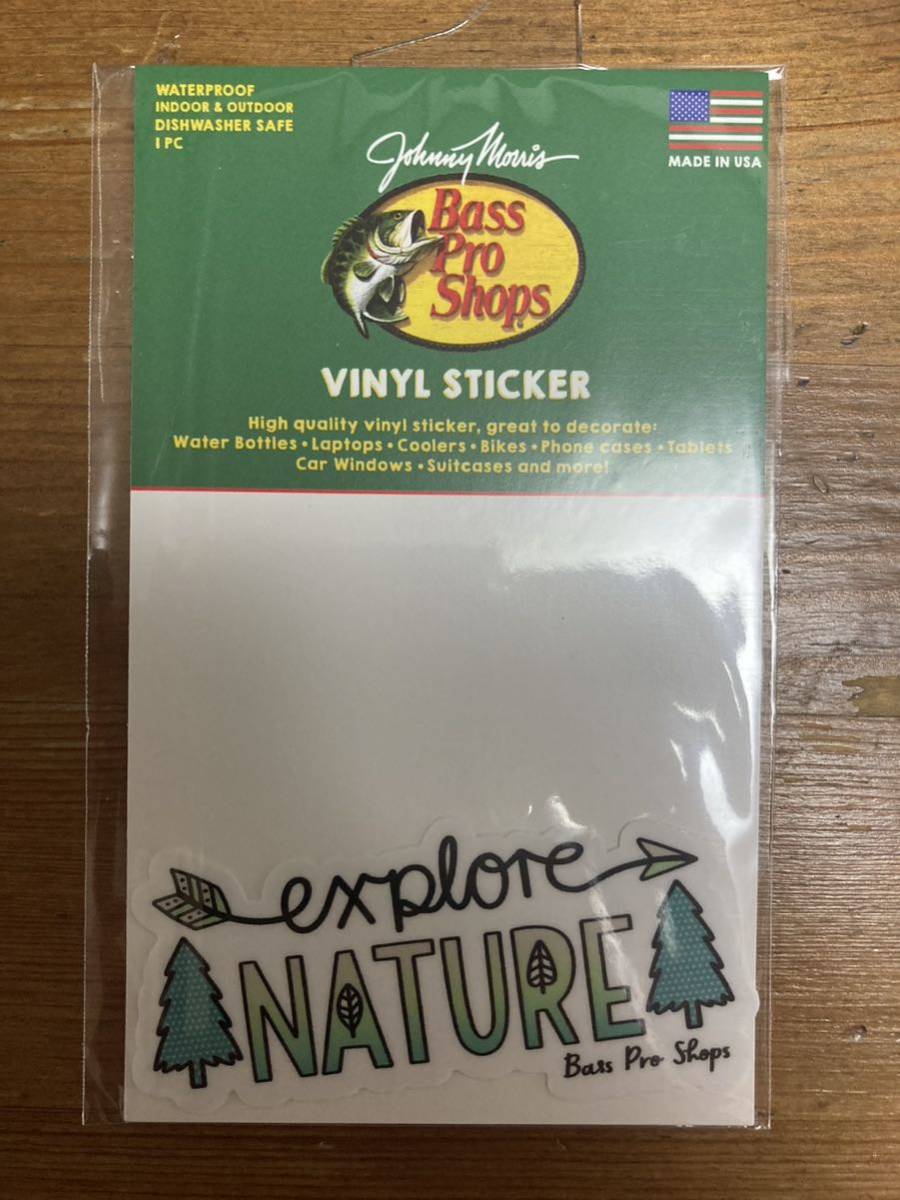 WATERPROOF
INDOOR & OUTDOOR
DISHWASHER SAFE
1 PC
MADE IN USA
Johnny Morris
Bass
Pro
Shops®
VINYL STICKER
High quality vinyl sticker, great to decorate:
Water Bottles • Laptops • Coolers • Bikes • Phone cases • Tablets
Car Windows • Suitcases and more!
explore
NATURE
Bass Pro Shops